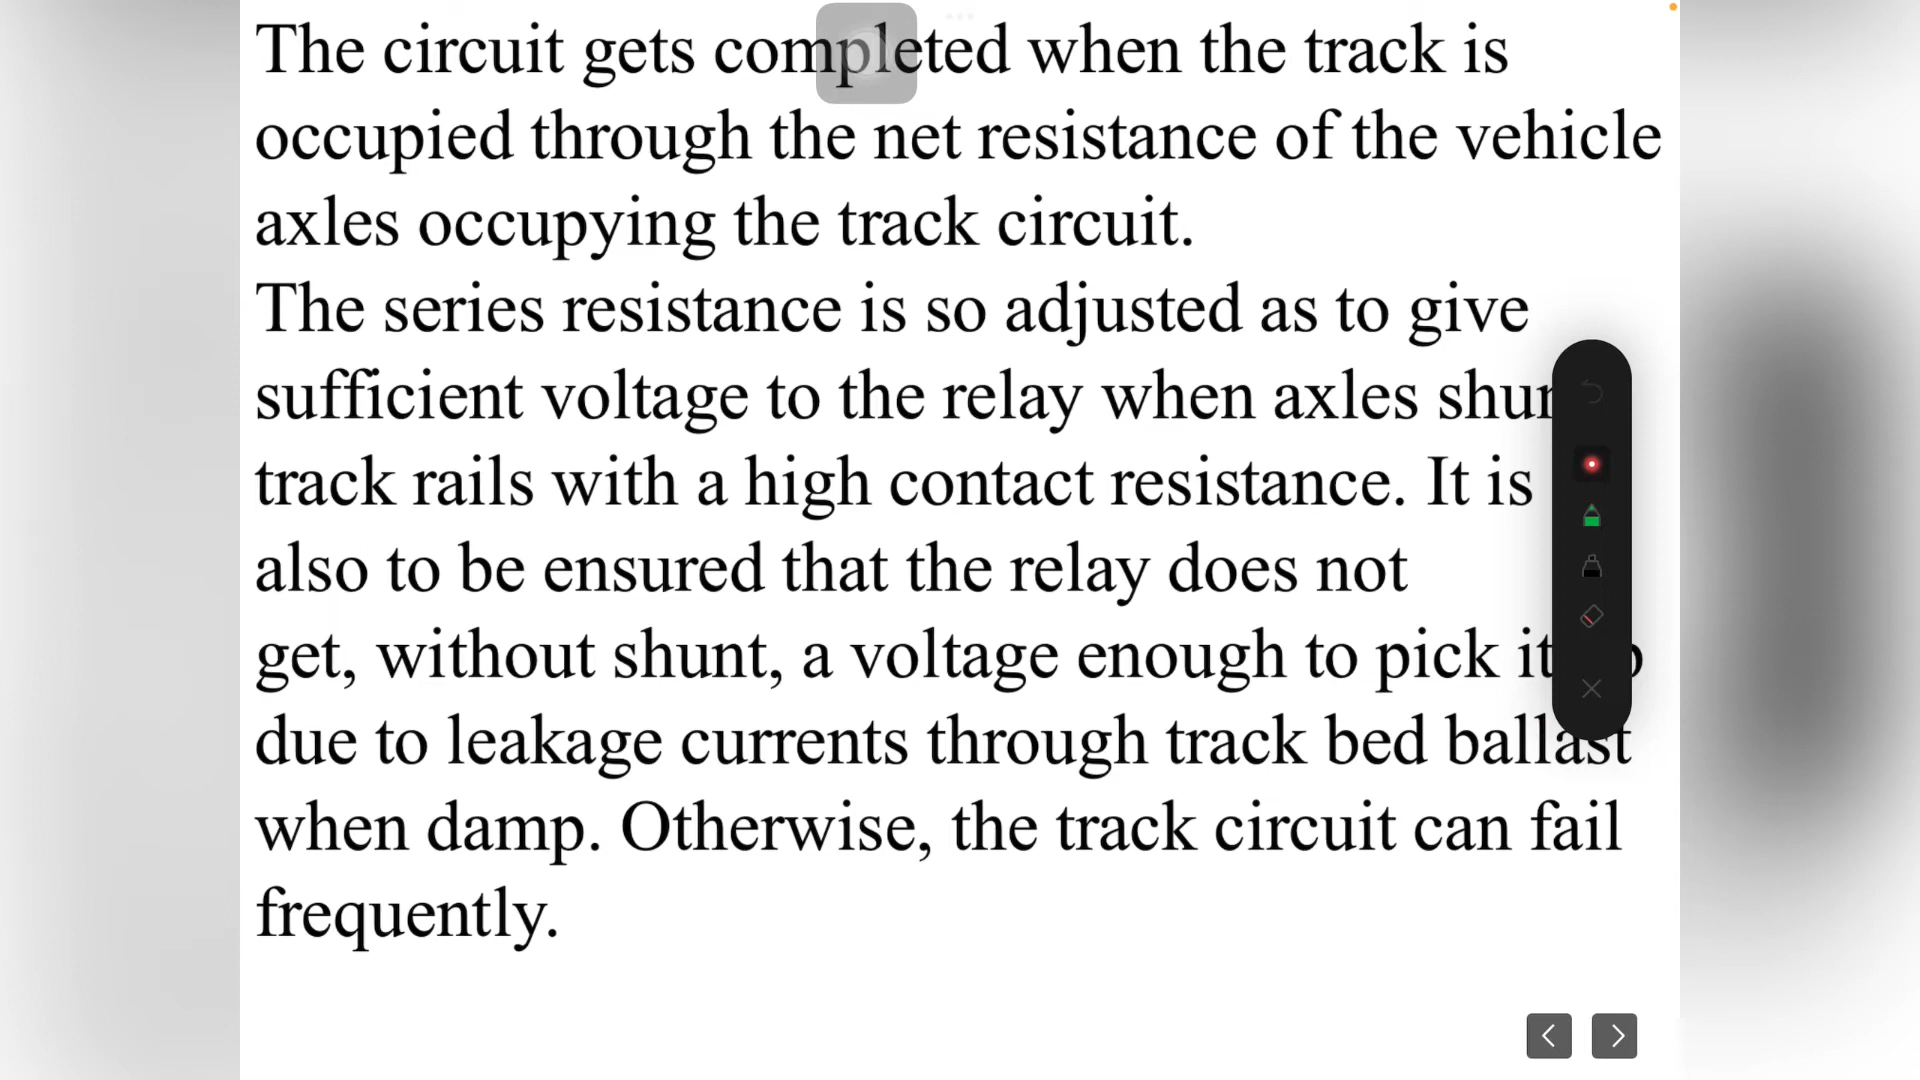 The circuit gets completed when the track is
occupied through the net resistance of the vehicle
axles occupying the track circuit.
The series resistance is so adjusted as to give
sufficient voltage to the relay when axles
track rails with a high contact resistance. It is
also to be ensured that the relay does not
get, without shunt, a voltage enough to pick it
due to leakage currents through track bed ballast
when damp. Otherwise, the track circuit can fail
frequently.